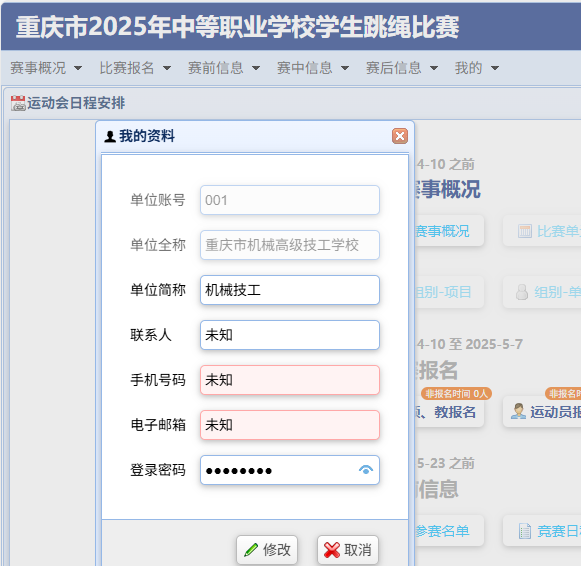 重庆市2025年中等职业学校学生跳绳比赛
赛事概况 比赛报名 赛前信息 赛中信息 赛后信息 我的
运动会日程安排
我的资料
单位账号 001
单位全称 重庆市机械高级技工学校
单位简称 机械技工
联系人 未知
手机号码 未知
电子邮箱 未知
登录密码 ●●●●●●●●
修改 取消
4-10 之前
赛事概况
赛事概况 比赛单
组别-项目 组别-单
4-10 至 2025-5-7
报名
非报名时间 0人 非报名时
、教报名 运动员报
5-23 之前
信息
参赛名单 竞赛日